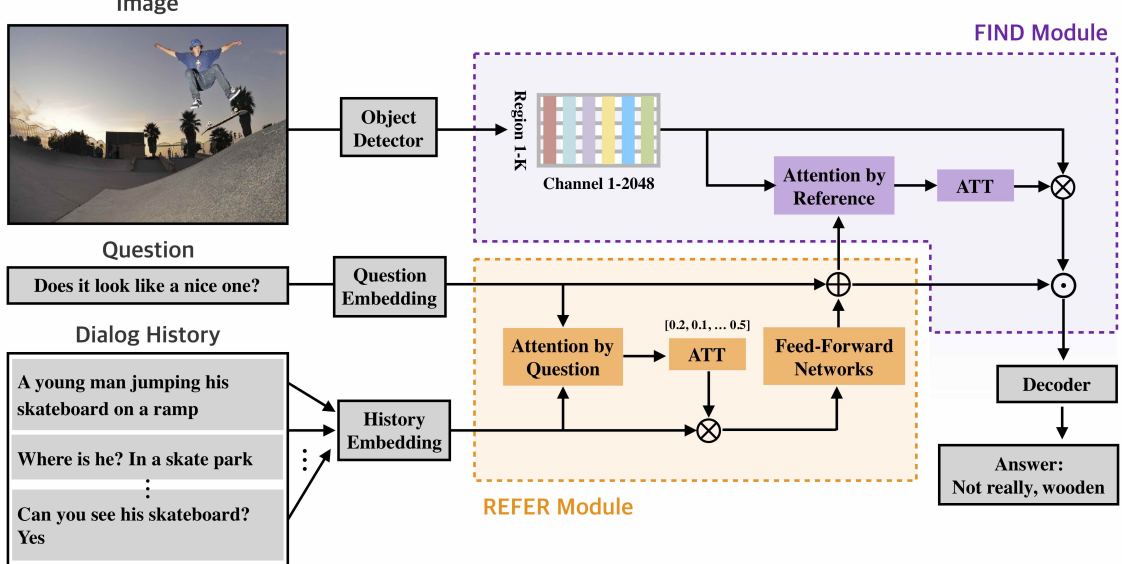 Image
FIND Module
Object
Detector
Region 1-K
Channel 1-2048
Attention by
Reference
ATT
Question
Does it look like a nice one?
Question
Embedding
Dialog History
A young man jumping his
skateboard on a ramp
Where is he? In a skate park
Can you see his skateboard?
Yes
History
Embedding
Attention by
Question
[0.2, 0.1, … 0.5]
ATT
Feed-Forward
Networks
REFER Module
Decoder
Answer:
Not really, wooden